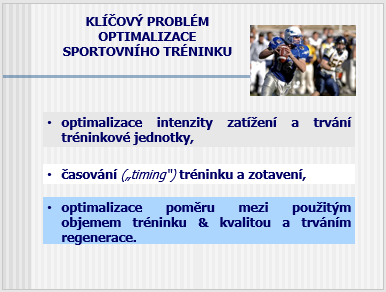 KLÍČOVÝ PROBLÉM
OPTIMALIZACE
SPORTOVNÍHO TRÉNINKU
• optimalizace intenzity zatížení a trvání
tréninkové jednotky,
• časování („timing") tréninku a zotavení,
• optimalizace poměru mezi použitým
objemem tréninku & kvalitou a trváním
regenerace.